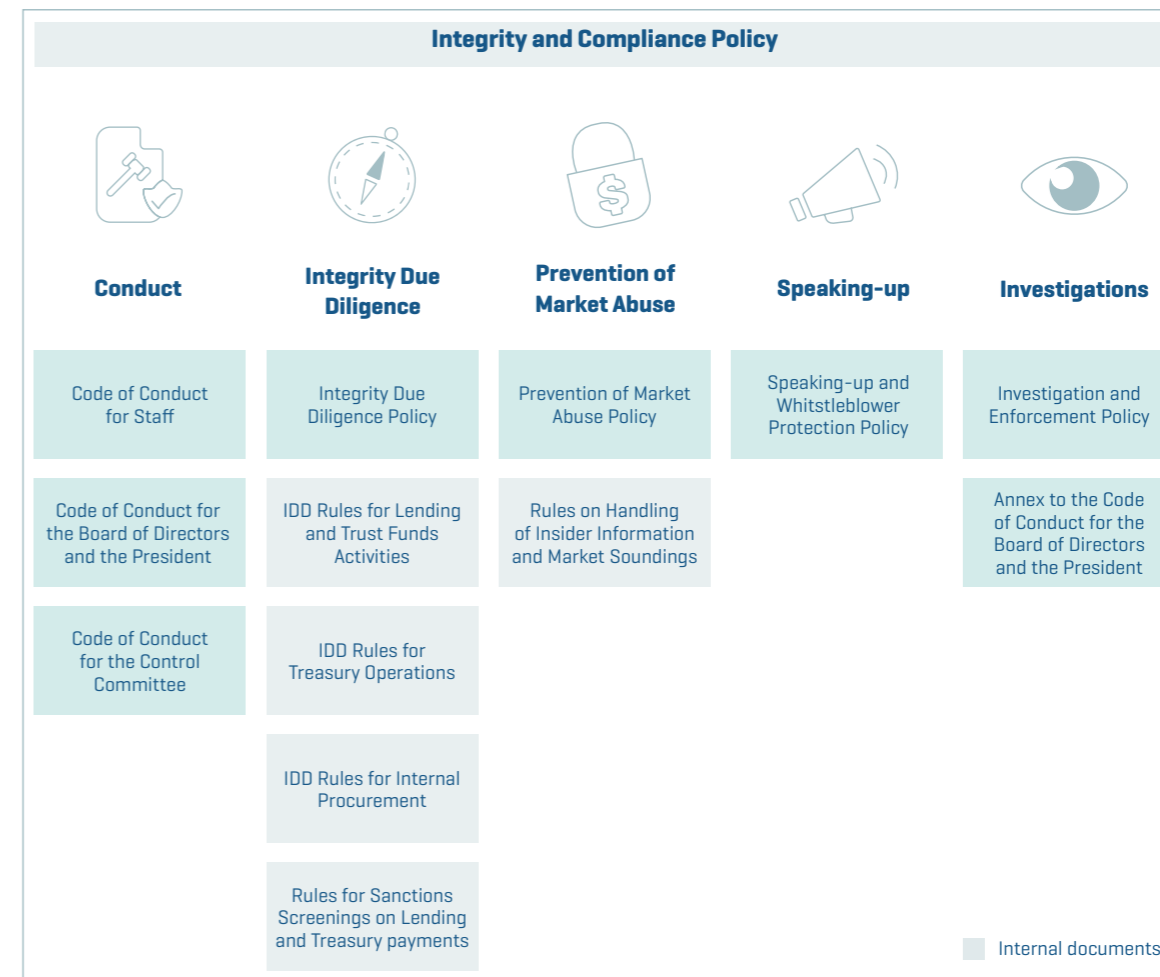 Integrity and Compliance Policy
Conduct
Integrity Due
Diligence
Prevention of
Market Abuse
Speaking-up
Investigations
Code of Conduct
for Staff
Integrity Due
Diligence Policy
Prevention of Market
Abuse Policy
Speaking-up and
Whitstleblower
Protection Policy
Investigation and
Enforcement Policy
Code of Conduct for
the Board of Directors
and the President
IDD Rules for Lending
and Trust Funds
Activities
Rules on Handling
of Insider Information
and Market Soundings
Annex to the Code
of Conduct for the
Board of Directors
and the President
Code of Conduct
for the Control
Committee
IDD Rules for
Treasury Operations
IDD Rules for Internal
Procurement
Rules for Sanctions
Screenings on Lending
and Treasury payments
Internal documents